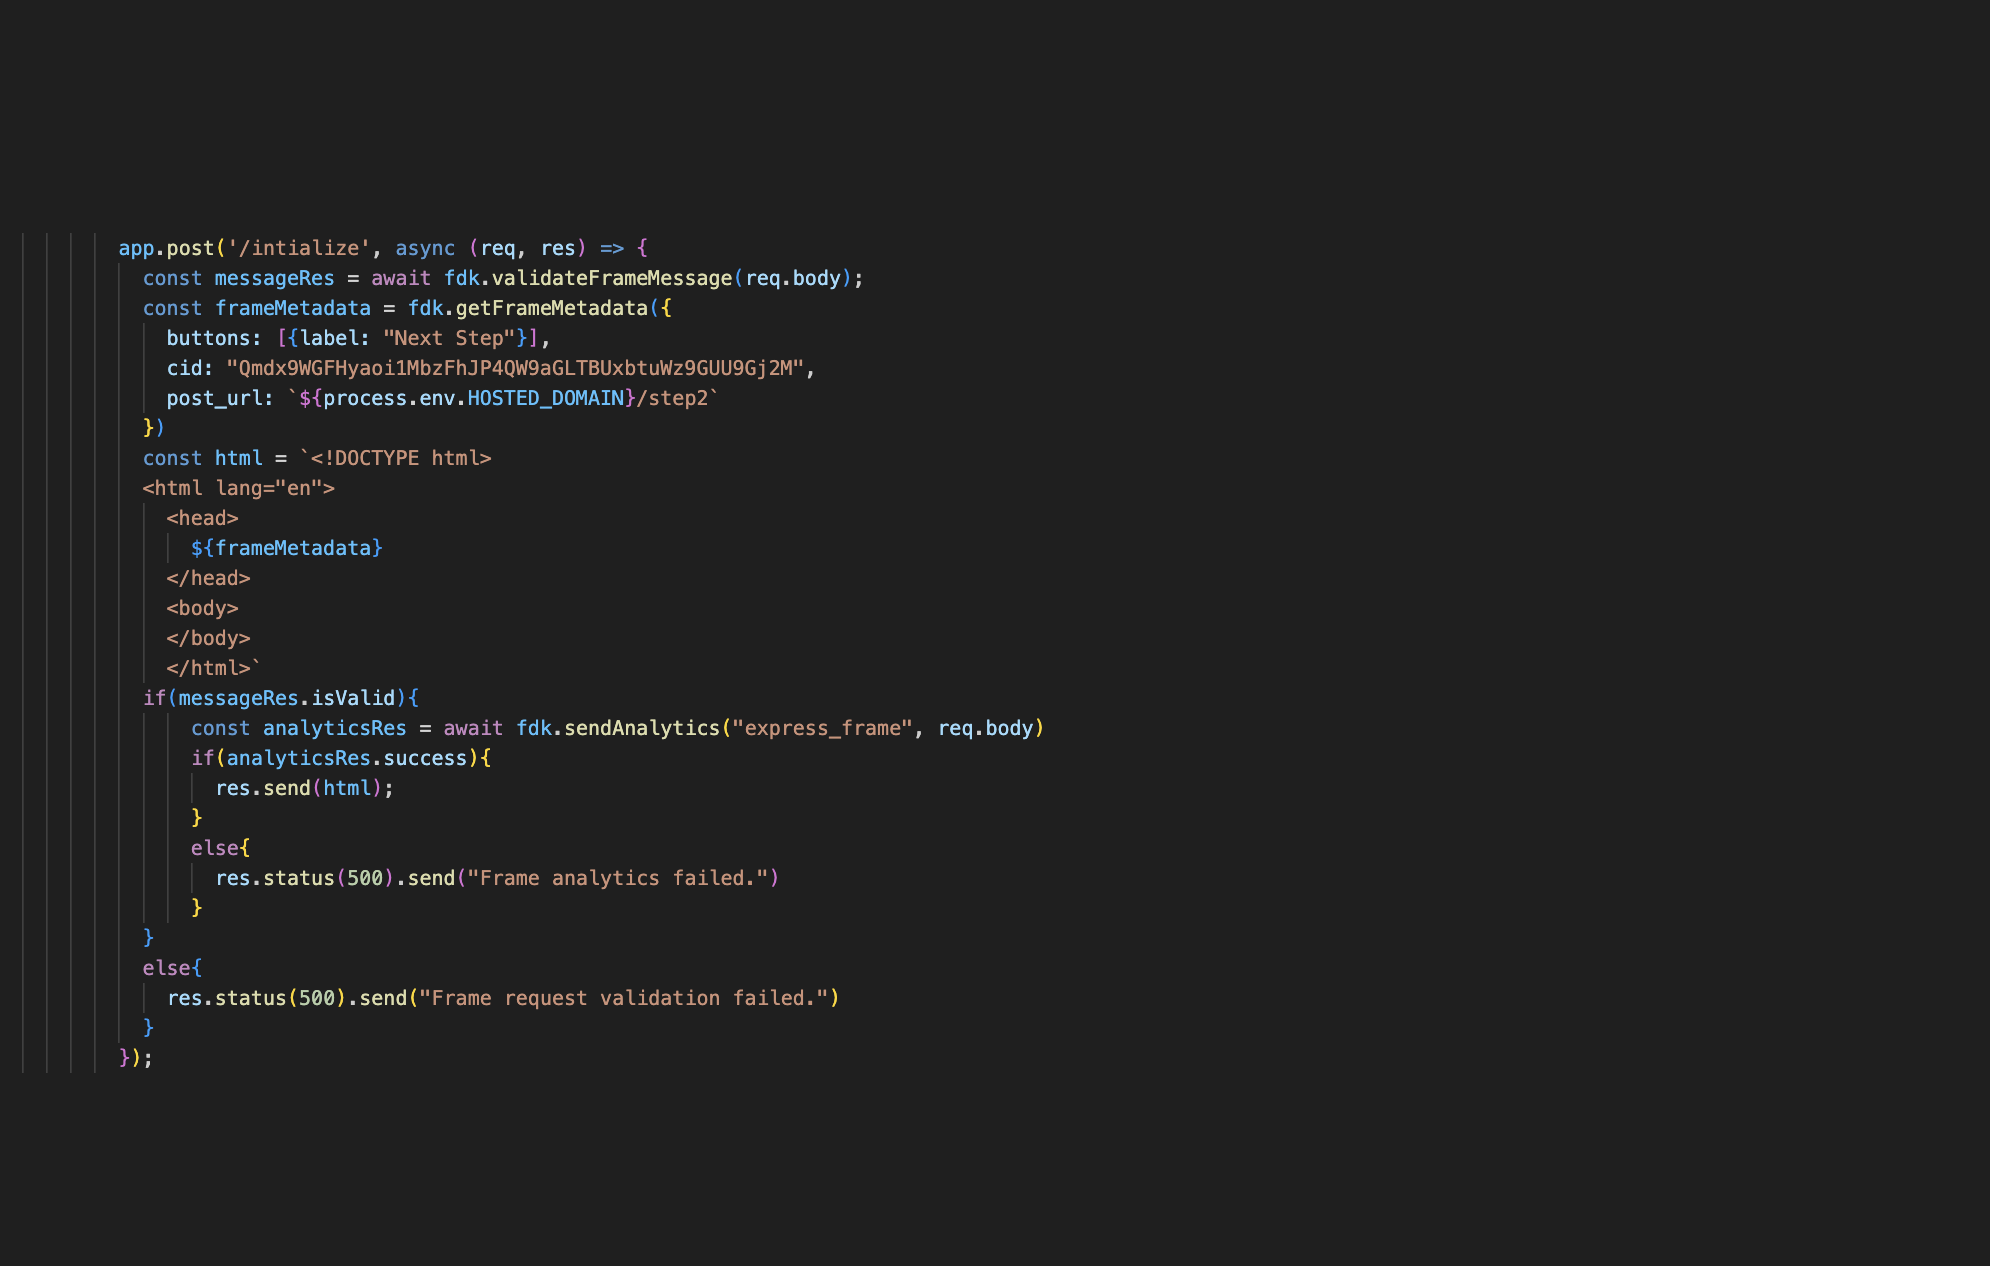 app.post('/intialize', async (req, res) => {
const messageRes = await fdk.validateFrameMessage(req.body);
const frameMetadata = fdk.getFrameMetadata({
buttons: [{label: "Next Step"}],
cid: "Qmdx9WGFHyaoi1MbzFhJP4QW9aGLTBUxbtuWz9GUU9Gj2M",
post_url: `${process.env.HOSTED_DOMAIN}/step2`
})
const html = `<!DOCTYPE html>
<html lang="en">
<head>
${frameMetadata}
</head>
<body>
</body>
</html>`
if(messageRes.isValid){
const analyticsRes = await fdk.sendAnalytics("express_frame", req.body)
if(analyticsRes.success){
res.send(html);
}
else{
res.status(500).send("Frame analytics failed.")
}
}
else{
res.status(500).send("Frame request validation failed.")
}
});